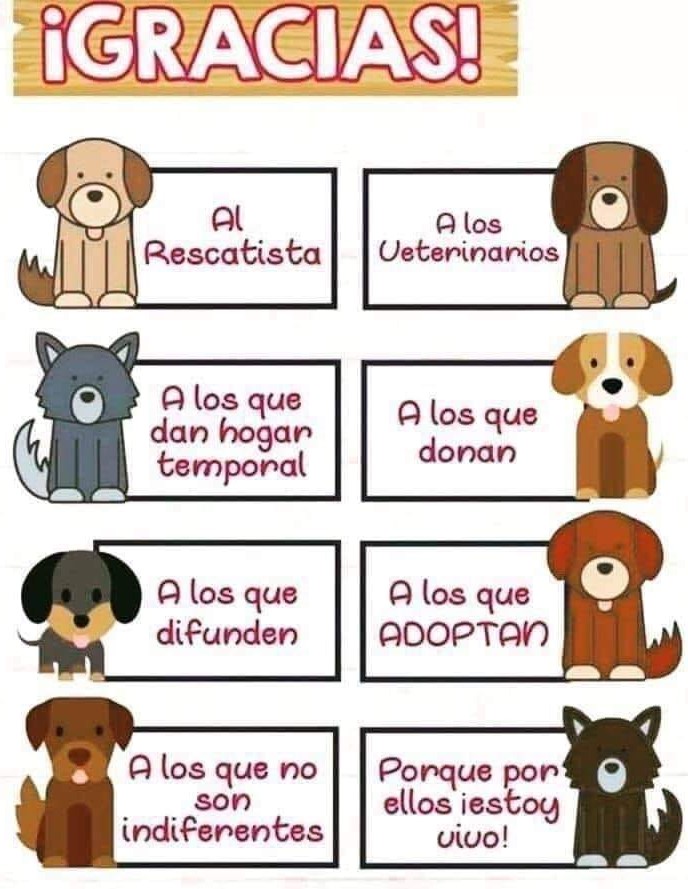 ¡GRACIAS!
Al
Rescatista
A los
Veterinarios
A los que
dan hogar
temporal
A los que
donan
A los que
difunden
A los que
ADOPTAN
A los que no
son
indiferentes
Porque por
ellos ¡estoy
vivo!